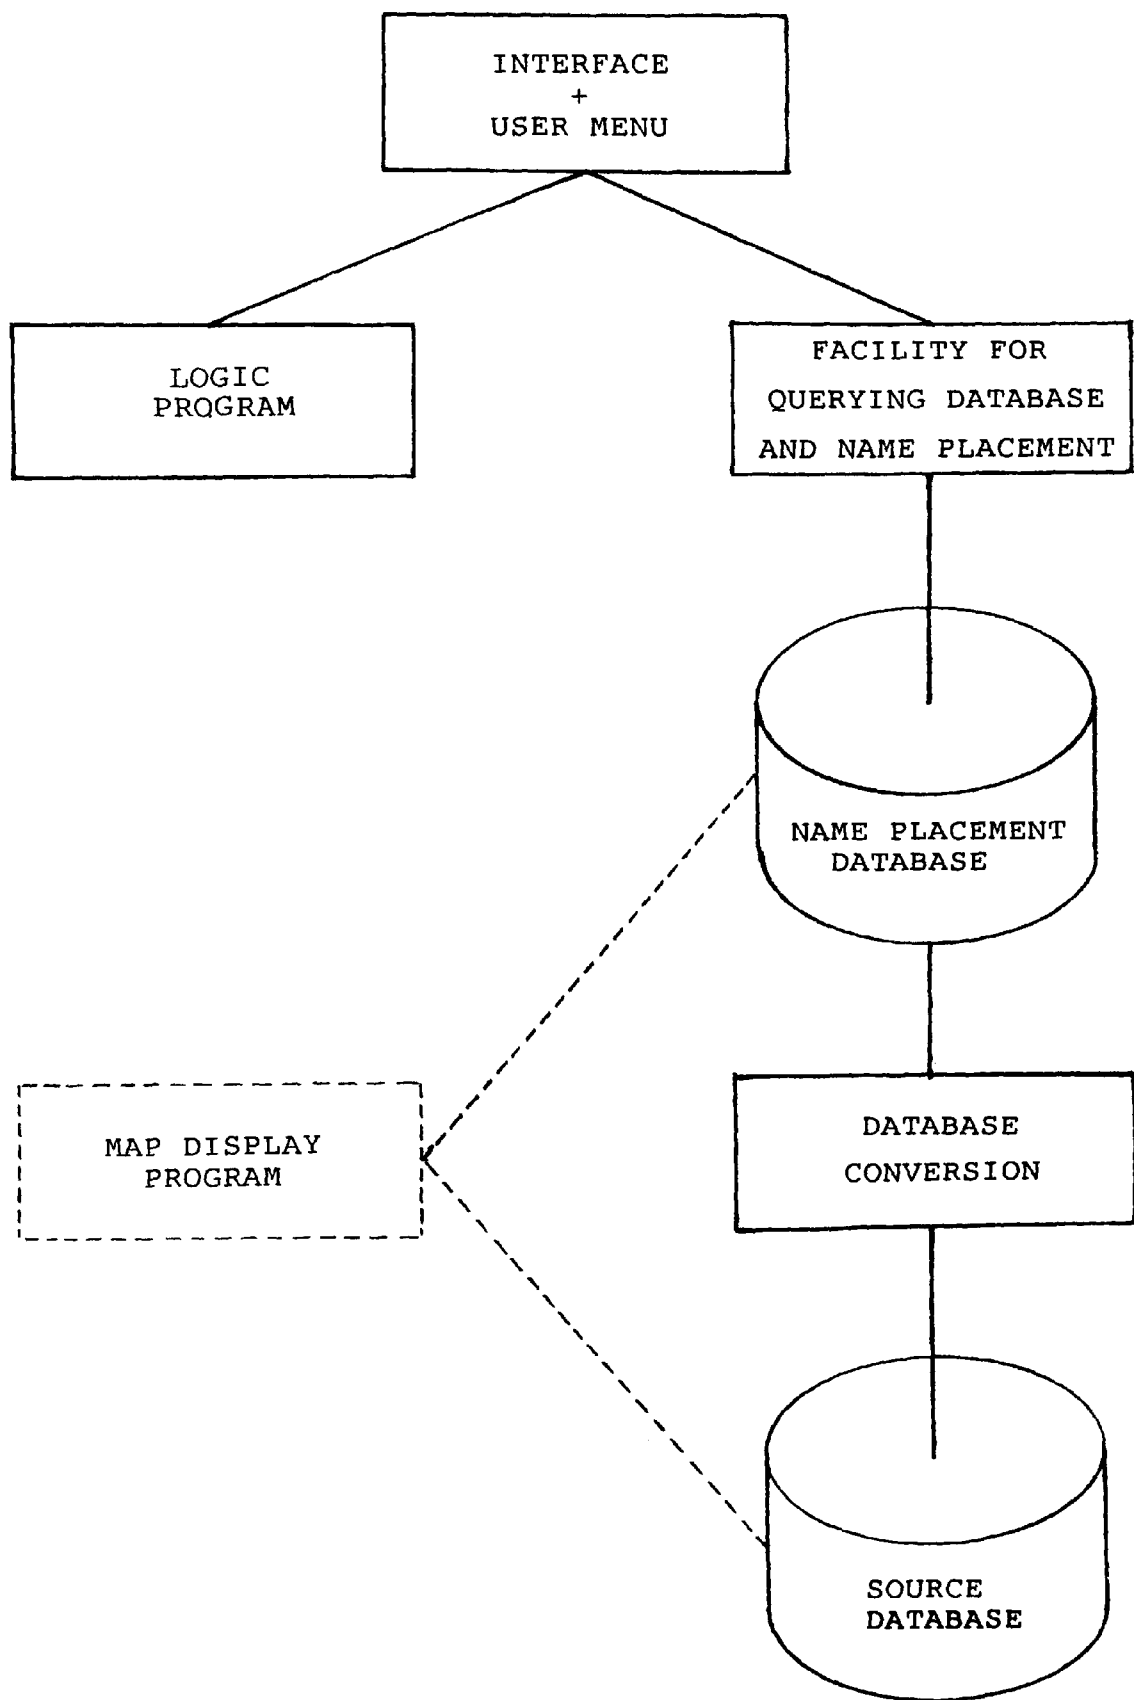 INTERFACE
+
USER MENU
LOGIC
PROGRAM
FACILITY FOR
QUERYING DATABASE
AND NAME PLACEMENT
NAME PLACEMENT
DATABASE
MAP DISPLAY
PROGRAM
DATABASE
CONVERSION
SOURCE
DATABASE